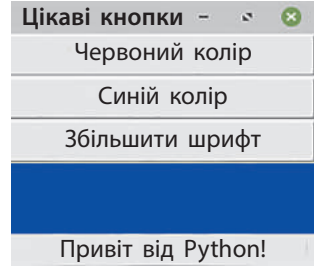 Цікаві кнопки
Червоний колір
Синій колір
Збільшити шрифт
Привіт від Python!